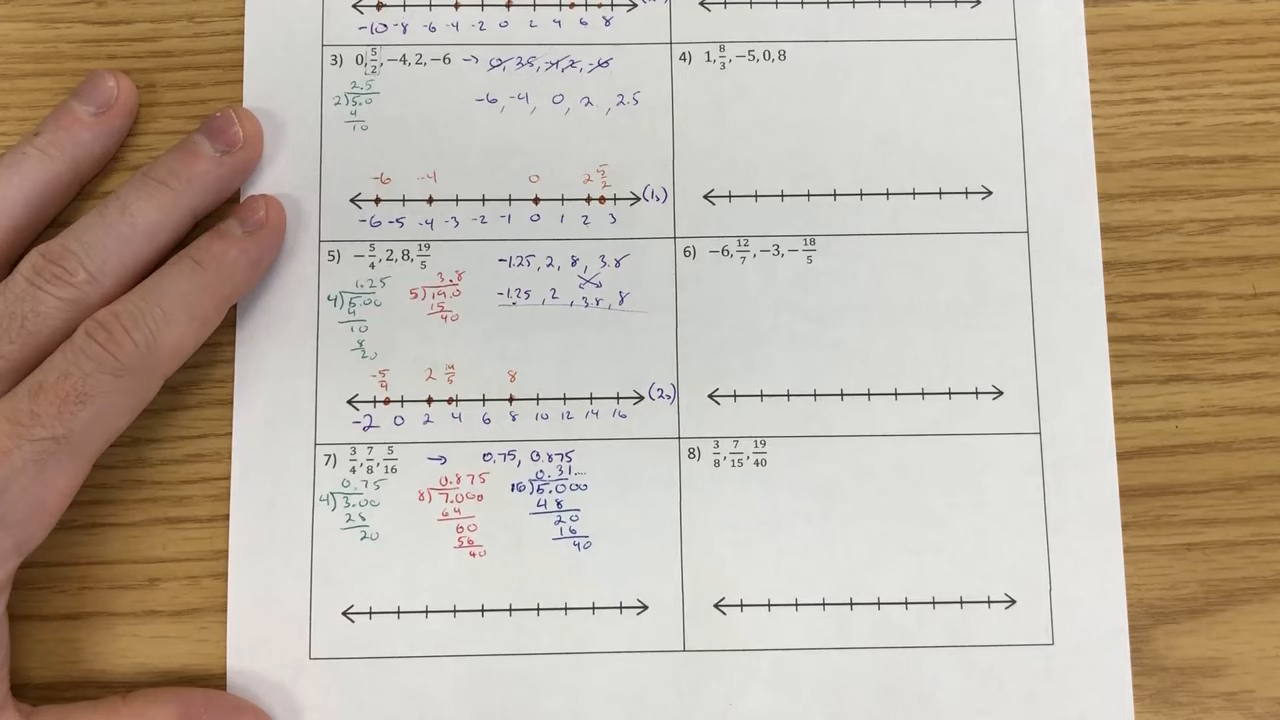 -10 -8 -6 -4 -2 0 2 4 6 8
3) 0, 5/2, −4, 2, −6 → 0, 2.5, -4, 2, -6
2.5
2)5.0
4
10
-6, -4, 0, 2, 2.5
-6 -4 0 2 5/2
(1s)
-6 -5 -4 -3 -2 -1 0 1 2 3
4) 1, 8/3, −5, 0, 8
5) −5/4, 2, 8, 19/5
-1.25, 2, 8, 3.8
1.25
4)5.00
4
10
8
20
3.8
5)19.0
15
40
-1.25, 2, 3.8, 8
-5/4 2 19/5 8
(2s)
-2 0 2 4 6 8 10 12 14 16
6) −6, 12/7, −3, −18/5
7) 3/4, 7/8, 5/16 → 0.75, 0.875
0.75
4)3.00
28
20
0.875
8)7.000
64
60
56
40
0.31...
16)5.000
48
20
16
40
8) 3/8, 7/15, 19/40